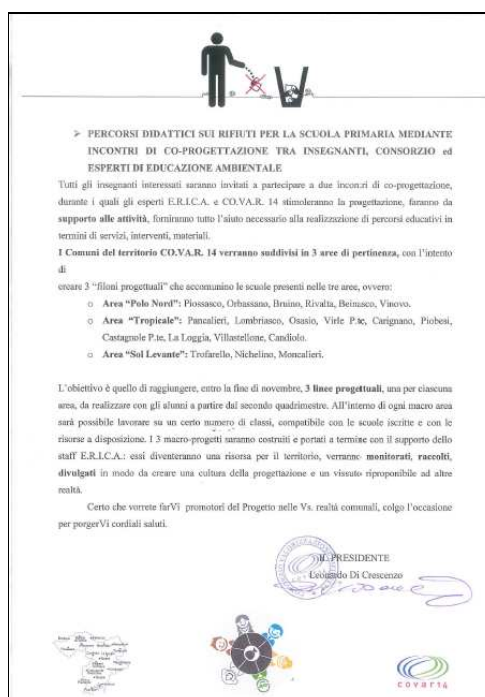 ➢ PERCORSI DIDATTICI SUI RIFIUTI PER LA SCUOLA PRIMARIA MEDIANTE
INCONTRI DI CO-PROGETTAZIONE TRA INSEGNANTI, CONSORZIO ed
ESPERTI DI EDUCAZIONE AMBIENTALE
Tutti gli insegnanti interessati saranno invitati a partecipare a due incontri di co-progettazione,
durante i quali gli esperti E.R.I.C.A. e CO.VA.R. 14 stimoleranno la progettazione, faranno da
supporto alle attività, forniranno tutto l'aiuto necessario alla realizzazione di percorsi educativi in
termini di servizi, interventi, materiali.
I Comuni del territorio CO.VA.R. 14 verranno suddivisi in 3 aree di pertinenza, con l'intento
di
creare 3 "filoni progettuali" che accomunino le scuole presenti nelle tre aree, ovvero:
o Area "Polo Nord": Piossasco, Orbassano, Bruino, Rivalta, Beinasco, Vinovo.
o Area "Tropicale": Pancalieri, Lombriasco, Osasio, Virle P.te, Carignano, Piobesi,
Castagnole P.te, La Loggia, Villastellone, Candiolo.
o Area "Sol Levante": Trofarello, Nichelino, Moncalieri.
L'obiettivo è quello di raggiungere, entro la fine di novembre, 3 linee progettuali, una per ciascuna
area, da realizzare con gli alunni a partire dal secondo quadrimestre. All'interno di ogni macro area
sarà possibile lavorare su un certo numero di classi, compatibile con le scuole iscritte e con le
risorse a disposizione. I 3 macro-progetti saranno costruiti e portati a termine con il supporto dello
staff E.R.I.C.A.: essi diventeranno una risorsa per il territorio, verranno monitorati, raccolti,
divulgati in modo da creare una cultura della progettazione e un vissuto riproponibile ad altre
realtà.
Certo che vorrete farVi promotori del Progetto nelle Vs. realtà comunali, colgo l'occasione
per porgerVi cordiali saluti.
IL PRESIDENTE
Leonardo Di Crescenzo
covar14